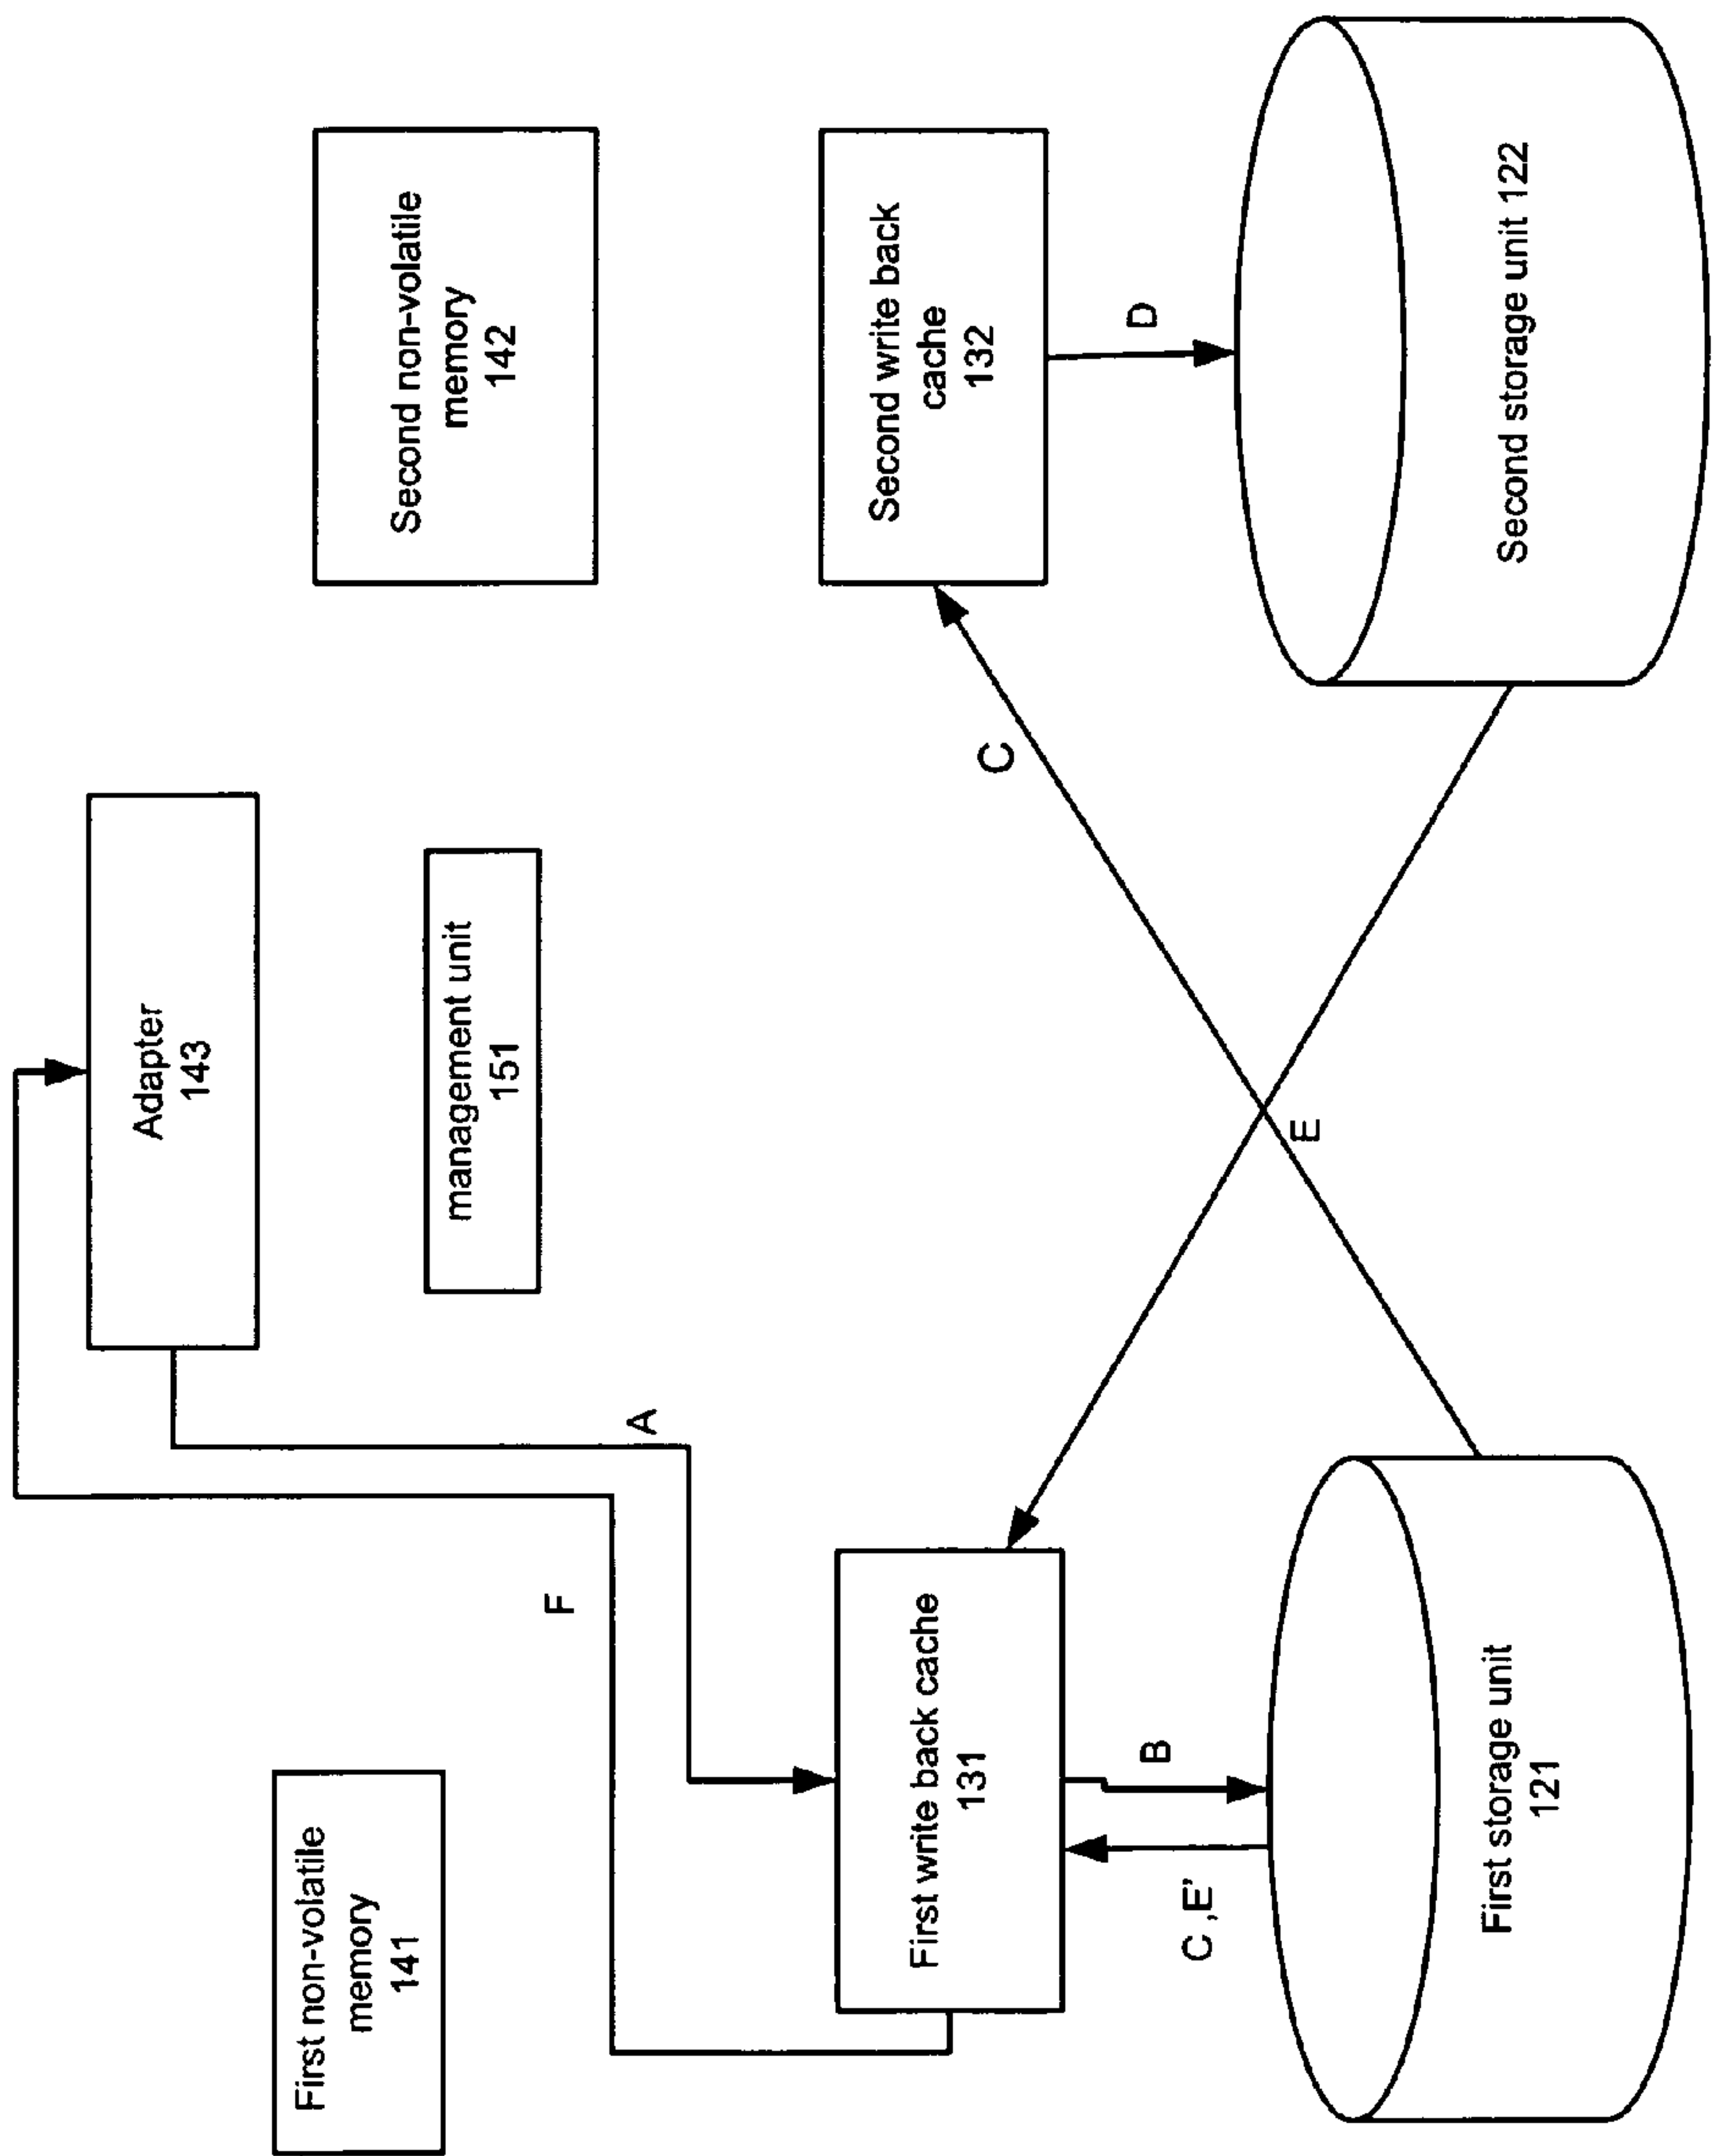 Adapter
143
First non-volatile
memory
141
management unit
151
Second non-volatile
memory
142
F
A
First write back cache
131
Second write back
cache
132
C
C ,E'
B
E
D
First storage unit
121
Second storage unit 122